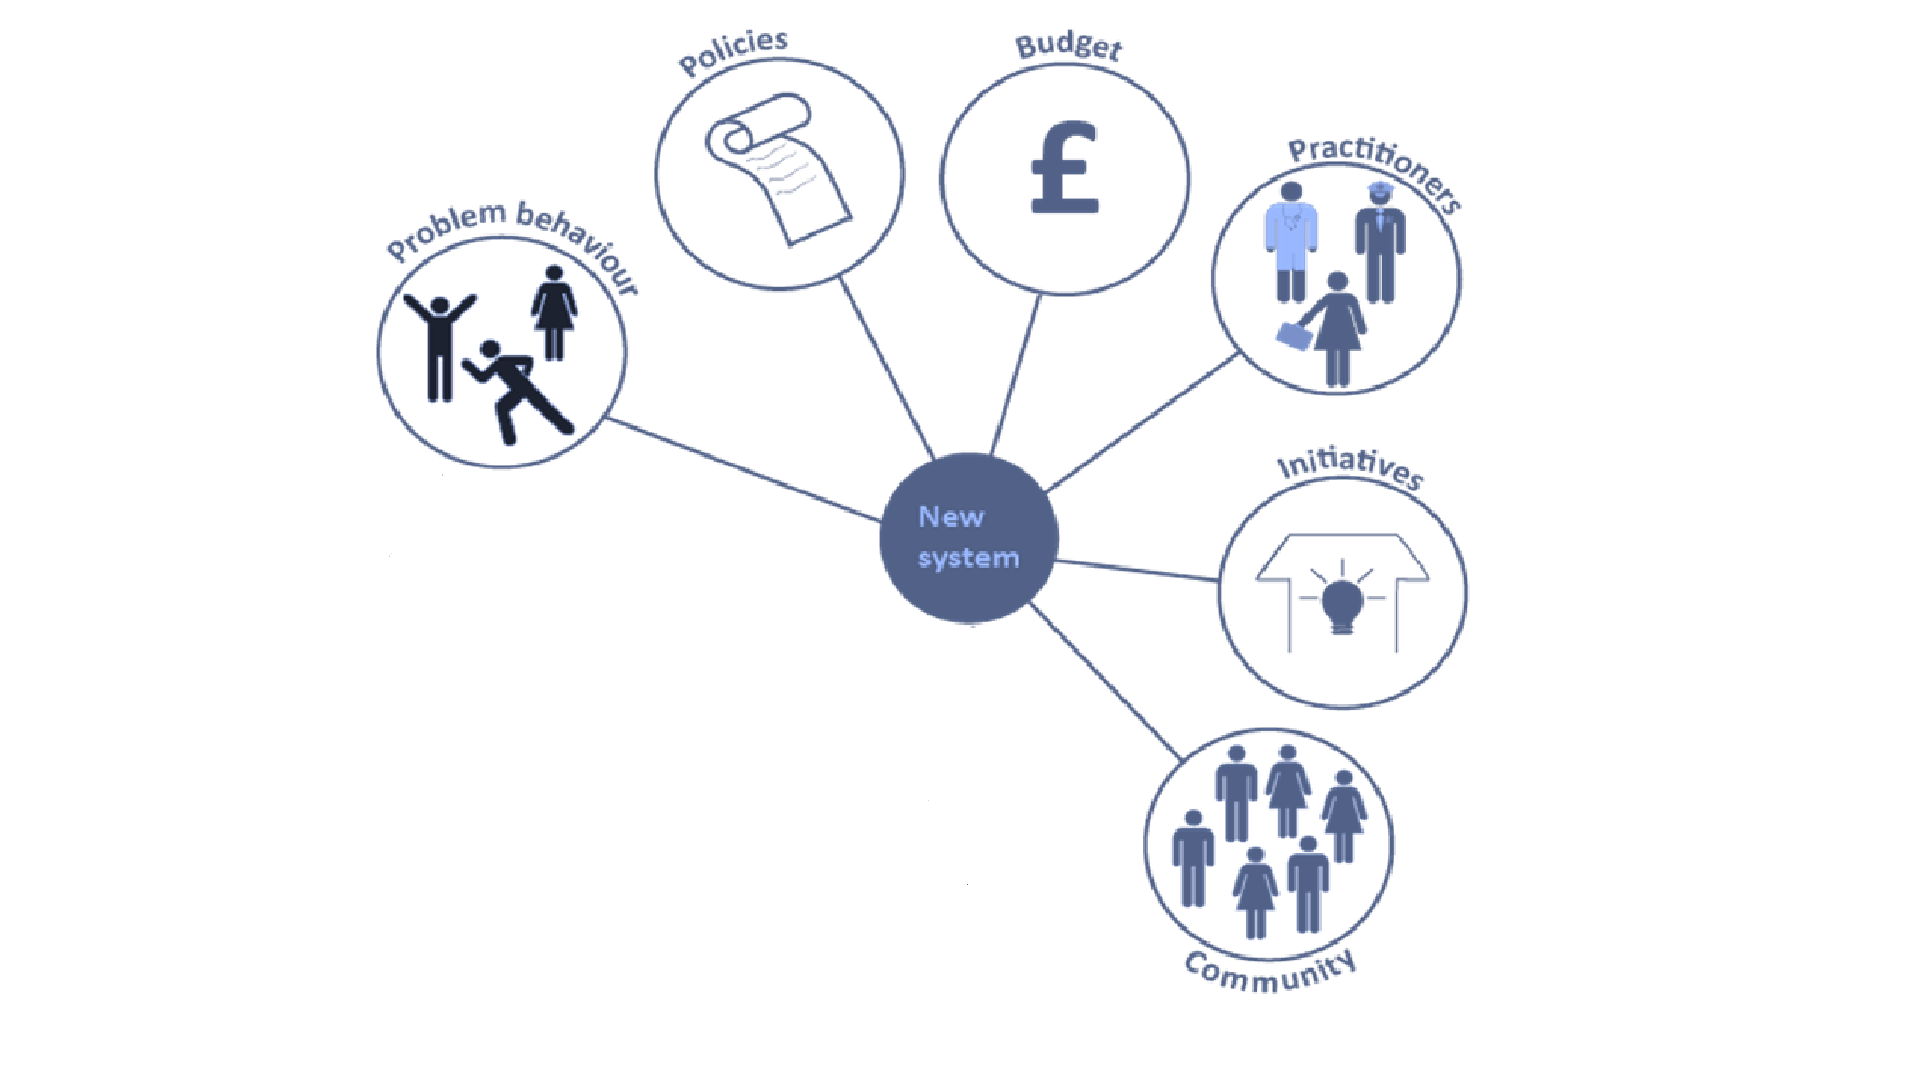 Policies
Budget
Practitioners
Problem behaviour
£
Initiatives
New
system
Community